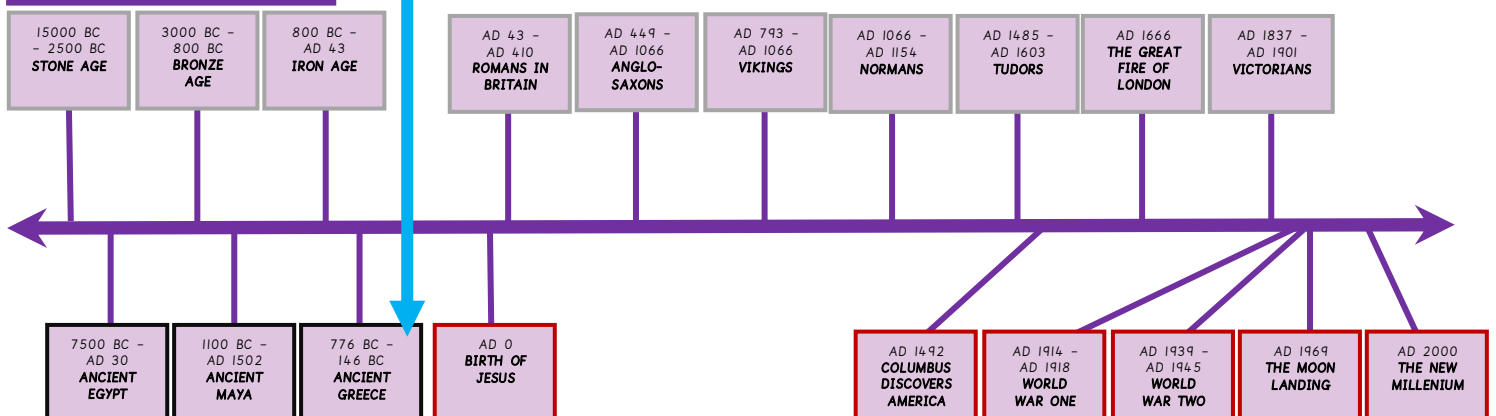 15000 BC
– 2500 BC
STONE AGE
3000 BC –
800 BC
BRONZE
AGE
800 BC –
AD 43
IRON AGE
AD 43 –
AD 410
ROMANS IN
BRITAIN
AD 449 –
AD 1066
ANGLO-
SAXONS
AD 793 –
AD 1066
VIKINGS
AD 1066 –
AD 1154
NORMANS
AD 1485 –
AD 1603
TUDORS
AD 1666
THE GREAT
FIRE OF
LONDON
AD 1837 –
AD 1901
VICTORIANS
7500 BC –
AD 30
ANCIENT
EGYPT
1100 BC –
AD 1502
ANCIENT
MAYA
776 BC –
146 BC
ANCIENT
GREECE
AD 0
BIRTH OF
JESUS
AD 1492
COLUMBUS
DISCOVERS
AMERICA
AD 1914 –
AD 1918
WORLD
WAR ONE
AD 1939 –
AD 1945
WORLD
WAR TWO
AD 1969
THE MOON
LANDING
AD 2000
THE NEW
MILLENIUM